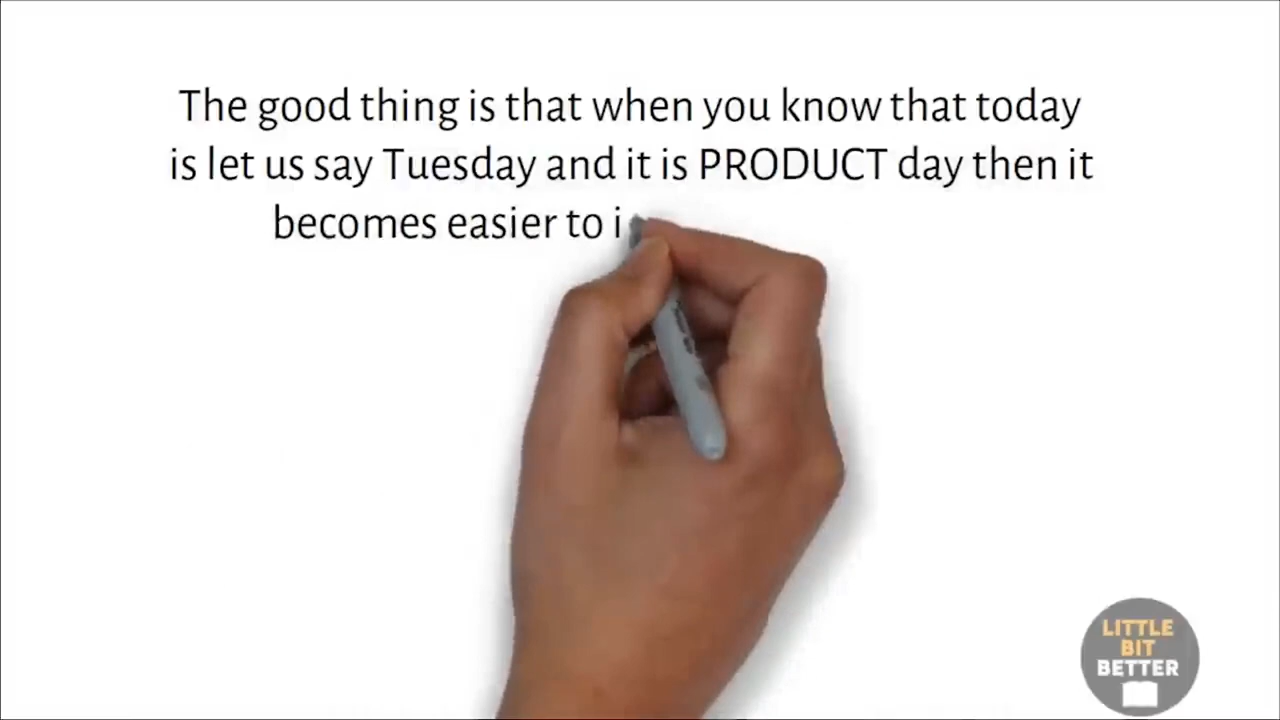 The good thing is that when you know that today
is let us say Tuesday and it is PRODUCT day then it
becomes easier to i
LITTLE
BIT
BETTER